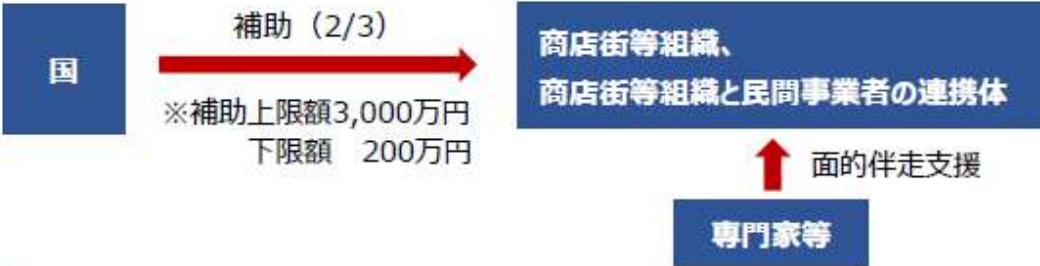 国
補助（2/3）
※補助上限額3,000万円
下限額　200万円
商店街等組織、
商店街等組織と民間事業者の連携体
面的伴走支援
専門家等